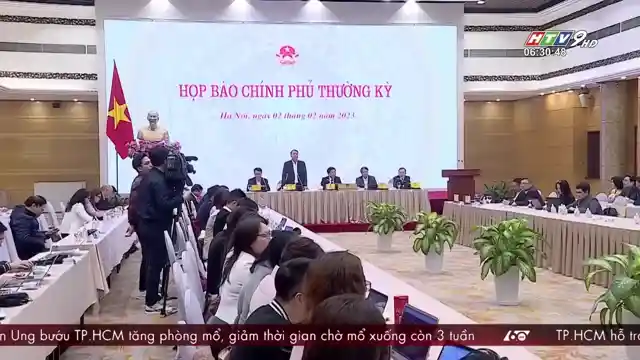 HTV9 HD
06:30:48
HỌP BÁO CHÍNH PHỦ THƯỜNG KỲ
Hà Nội, ngày 02 tháng 02 năm 2023
n Ung bướu TP.HCM tăng phòng mổ, giảm thời gian chờ mổ xuống còn 3 tuần
TP.HCM hỗ tr